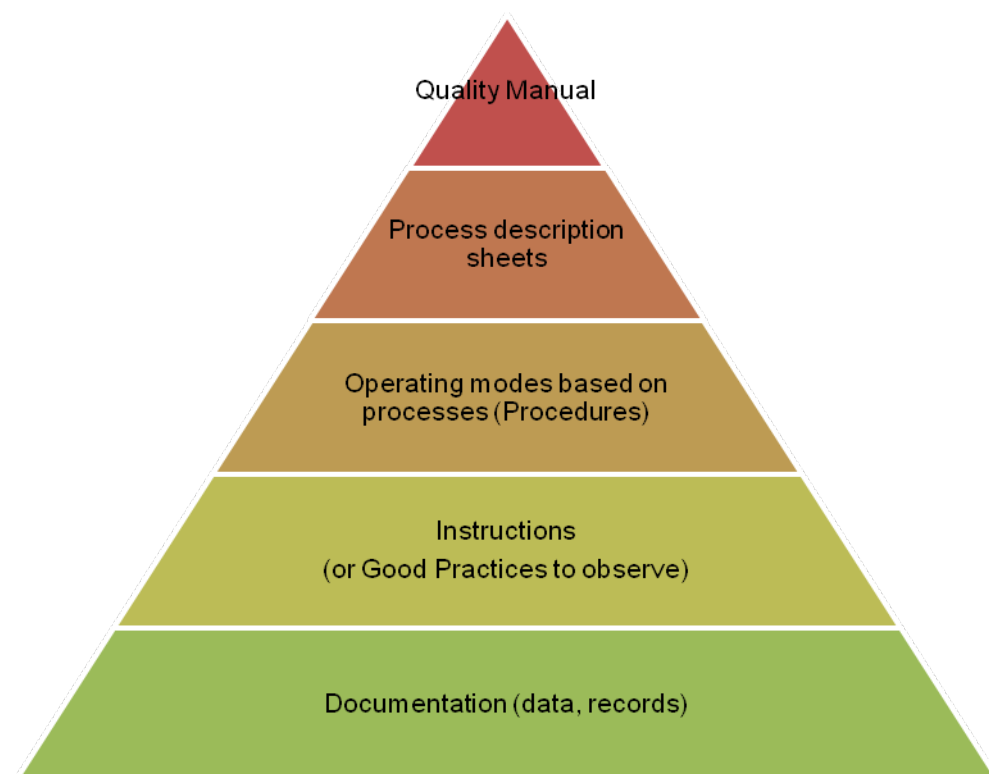 Quality Manual
Process description
sheets
Operating modes based on
processes (Procedures)
Instructions
(or Good Practices to observe)
Documentation (data, records)